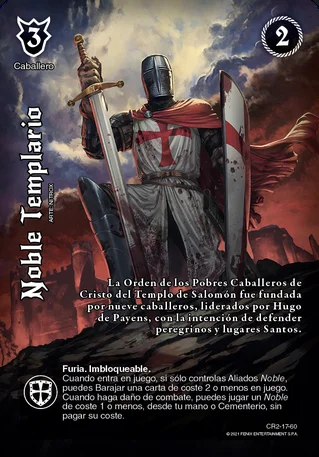 3
2
Caballero
Noble Templario
ARTE: NITROX
La Orden de los Pobres Caballeros de
Cristo del Templo de Salomón fue fundada
por nueve caballeros, liderados por Hugo
de Payens, con la intención de defender
peregrinos y lugares Santos.
Furia. Imbloqueable.
Cuando entra en juego, si sólo controlas Aliados Noble,
puedes Barajar una carta de coste 2 o menos en juego.
Cuando haga daño de combate, puedes jugar un Noble
de coste 1 o menos, desde tu mano o Cementerio, sin
pagar su coste.
CR2-17-60
© 2021 FENIX ENTERTAINMENT S.P.A.